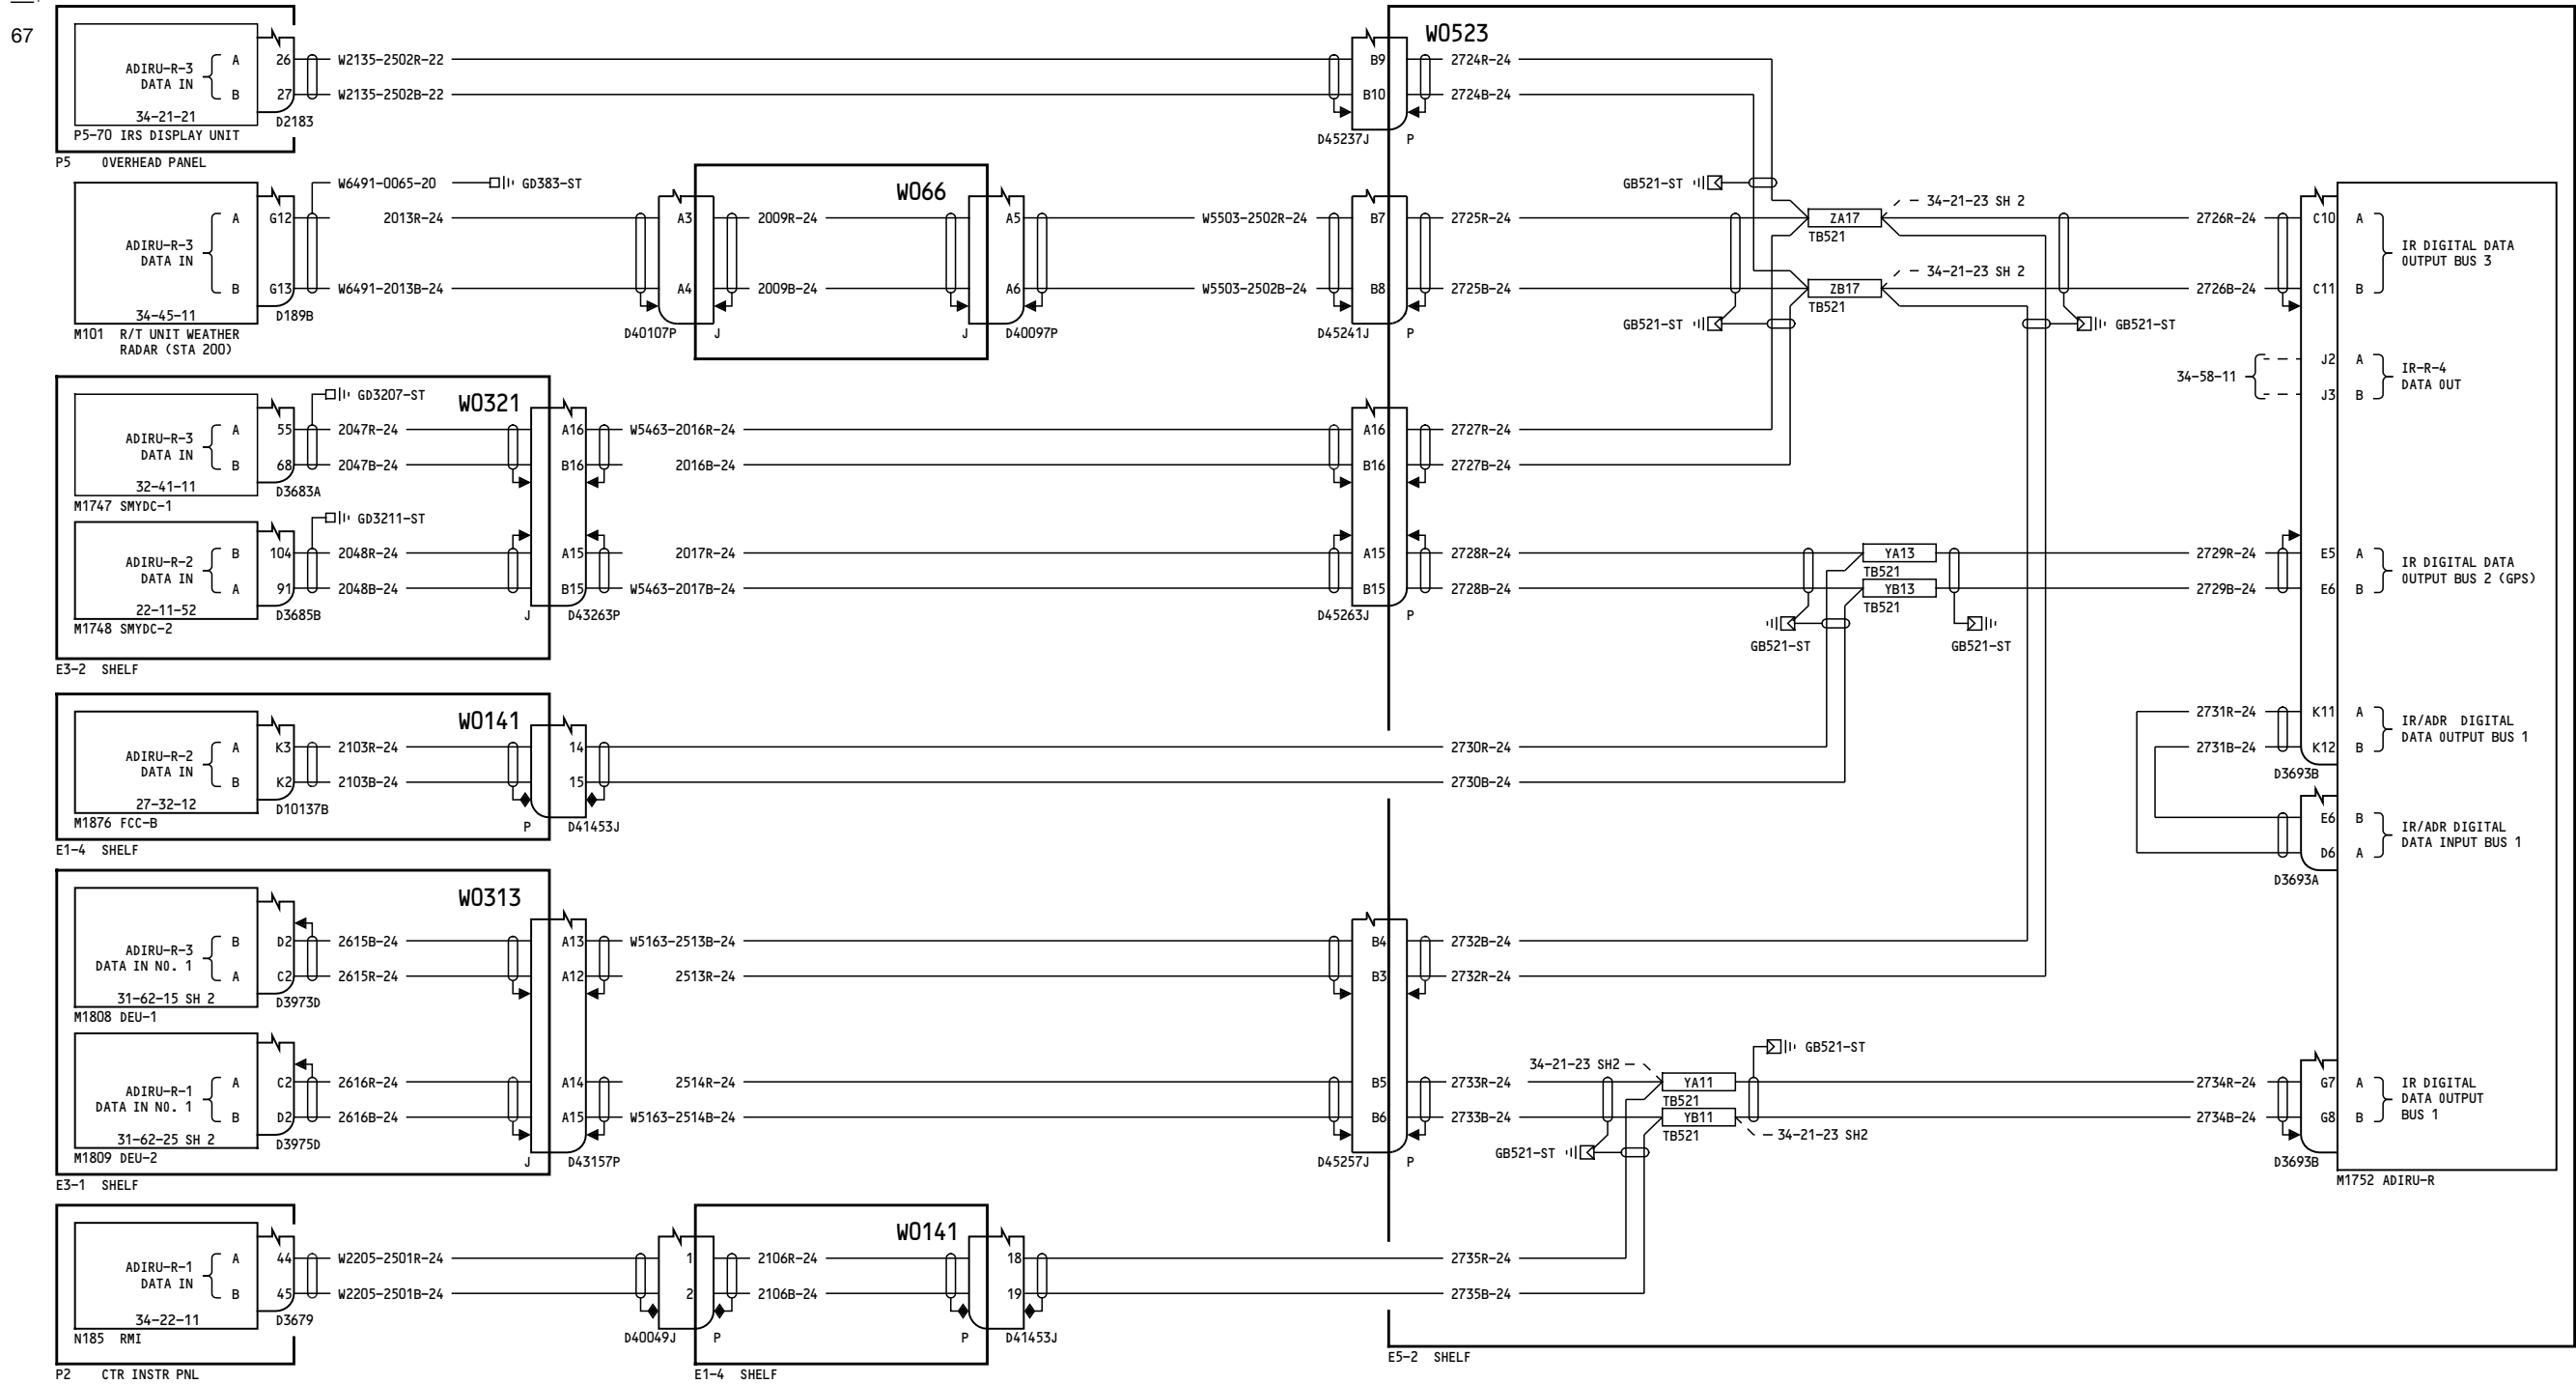 67
ADIRU-R-3
DATA IN
A 26
B 27
34-21-21
P5-70 IRS DISPLAY UNIT
D2183
P5 OVERHEAD PANEL
W2135-2502R-22
W2135-2502B-22
B9
B10
D45237J P
W0523
2724R-24
2724B-24
ADIRU-R-3
DATA IN
A G12
B G13
34-45-11
D189B
M101 R/T UNIT WEATHER
RADAR (STA 200)
W6491-0065-20 GD383-ST
2013R-24
W6491-2013B-24
A3
A4
D40107P J
W066
2009R-24
2009B-24
A5
A6
J D40097P
W5503-2502R-24
W5503-2502B-24
B7
B8
D45241J P
2725R-24
2725B-24
GB521-ST
GB521-ST
ZA17
TB521
34-21-23 SH 2
ZB17
TB521
34-21-23 SH 2
GB521-ST
2726R-24
2726B-24
C10 A
C11 B
IR DIGITAL DATA
OUTPUT BUS 3
34-58-11
J2 A
J3 B
IR-R-4
DATA OUT
ADIRU-R-3
DATA IN
A 55
B 68
32-41-11
D3683A
M1747 SMYDC-1
GD3207-ST
2047R-24
2047B-24
W0321
A16
B16
W5463-2016R-24
2016B-24
A16
B16
2727R-24
2727B-24
ADIRU-R-2
DATA IN
B 104
A 91
22-11-52
D3685B
M1748 SMYDC-2
E3-2 SHELF
GD3211-ST
2048R-24
2048B-24
A15
B15
J D43263P
2017R-24
W5463-2017B-24
A15
B15
D45263J P
2728R-24
2728B-24
GB521-ST
YA13
TB521
YB13
TB521
GB521-ST
2729R-24
2729B-24
E5 A
E6 B
IR DIGITAL DATA
OUTPUT BUS 2 (GPS)
ADIRU-R-2
DATA IN
A K3
B K2
27-32-12
D10137B
M1876 FCC-B
E1-4 SHELF
2103R-24
2103B-24
W0141
14
15
P D41453J
2730R-24
2730B-24
2731R-24
2731B-24
K11 A
K12 B
D3693B
IR/ADR DIGITAL
DATA OUTPUT BUS 1
E6 B
D6 A
D3693A
IR/ADR DIGITAL
DATA INPUT BUS 1
ADIRU-R-3
DATA IN NO. 1
B D2
A C2
31-62-15 SH 2
D3973D
M1808 DEU-1
2615B-24
2615R-24
W0313
A13
A12
W5163-2513B-24
2513R-24
B4
B3
2732B-24
2732R-24
ADIRU-R-1
DATA IN NO. 1
A C2
B D2
31-62-25 SH 2
D3975D
M1809 DEU-2
E3-1 SHELF
2616R-24
2616B-24
A14
A15
J D43157P
2514R-24
W5163-2514B-24
B5
B6
D45257J P
2733R-24
2733B-24
34-21-23 SH2
GB521-ST
GB521-ST
YA11
TB521
YB11
TB521
34-21-23 SH2
2734R-24
2734B-24
G7 A
G8 B
D3693B
IR DIGITAL
DATA OUTPUT
BUS 1
M1752 ADIRU-R
ADIRU-R-1
DATA IN
A 44
B 45
34-22-11
D3679
N185 RMI
P2 CTR INSTR PNL
W2205-2501R-24
W2205-2501B-24
1
2
D40049J P
W0141
2106R-24
2106B-24
18
19
P D41453J
E1-4 SHELF
2735R-24
2735B-24
E5-2 SHELF